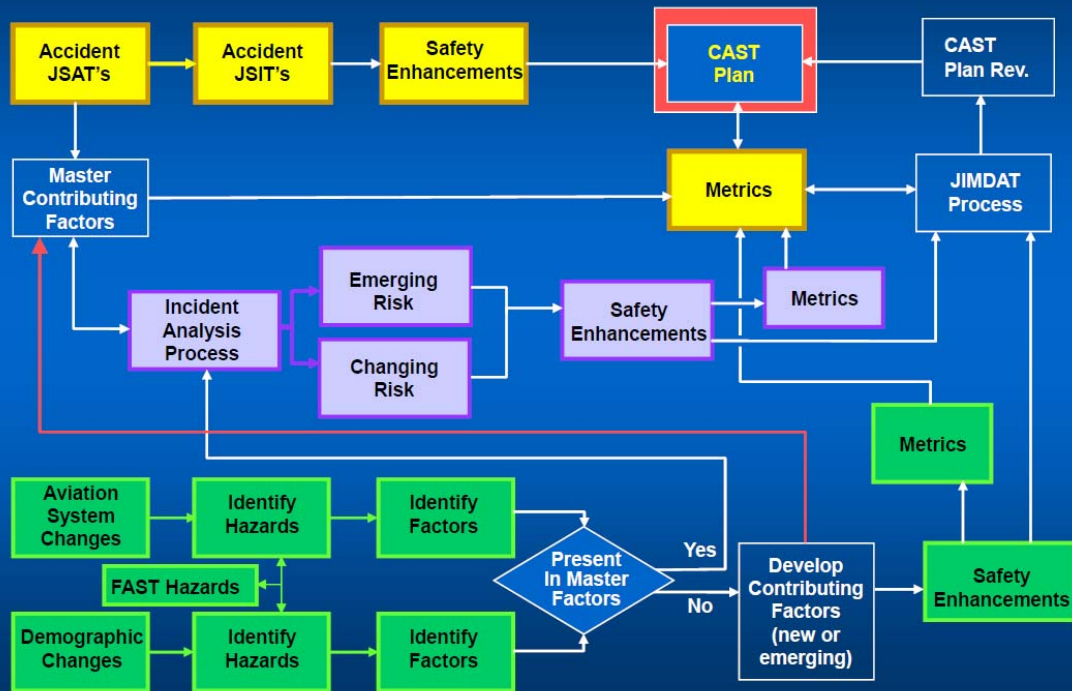 Accident
JSAT's
Accident
JSIT's
Safety
Enhancements
CAST
Plan
CAST
Plan Rev.
Master
Contributing
Factors
Metrics
JIMDAT
Process
Incident
Analysis
Process
Emerging
Risk
Changing
Risk
Safety
Enhancements
Metrics
Metrics
Aviation
System
Changes
Identify
Hazards
Identify
Factors
FAST Hazards
Demographic
Changes
Identify
Hazards
Identify
Factors
Present
In Master
Factors
Yes
No
Develop
Contributing
Factors
(new or
emerging)
Safety
Enhancements